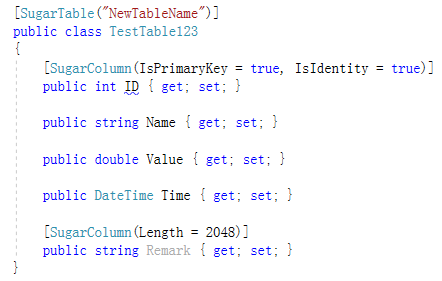 [SugarTable("NewTableName")]
public class TestTable123
{
    [SugarColumn(IsPrimaryKey = true, IsIdentity = true)]
    public int ID { get; set; }
    public string Name { get; set; }
    public double Value { get; set; }
    public DateTime Time { get; set; }
    [SugarColumn(Length = 2048)]
    public string Remark { get; set; }
}